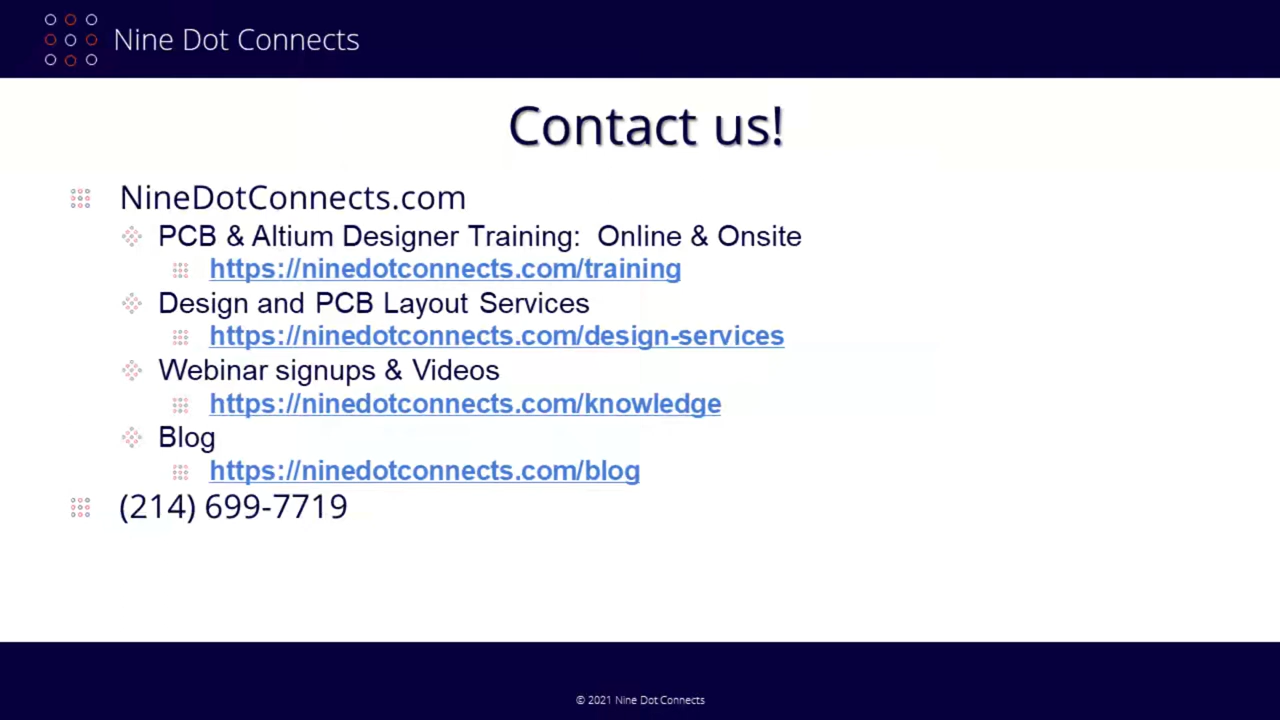 Nine Dot Connects
Contact us!
NineDotConnects.com
PCB & Altium Designer Training:  Online & Onsite
https://ninedotconnects.com/training
Design and PCB Layout Services
https://ninedotconnects.com/design-services
Webinar signups & Videos
https://ninedotconnects.com/knowledge
Blog
https://ninedotconnects.com/blog
(214) 699-7719
© 2021 Nine Dot Connects